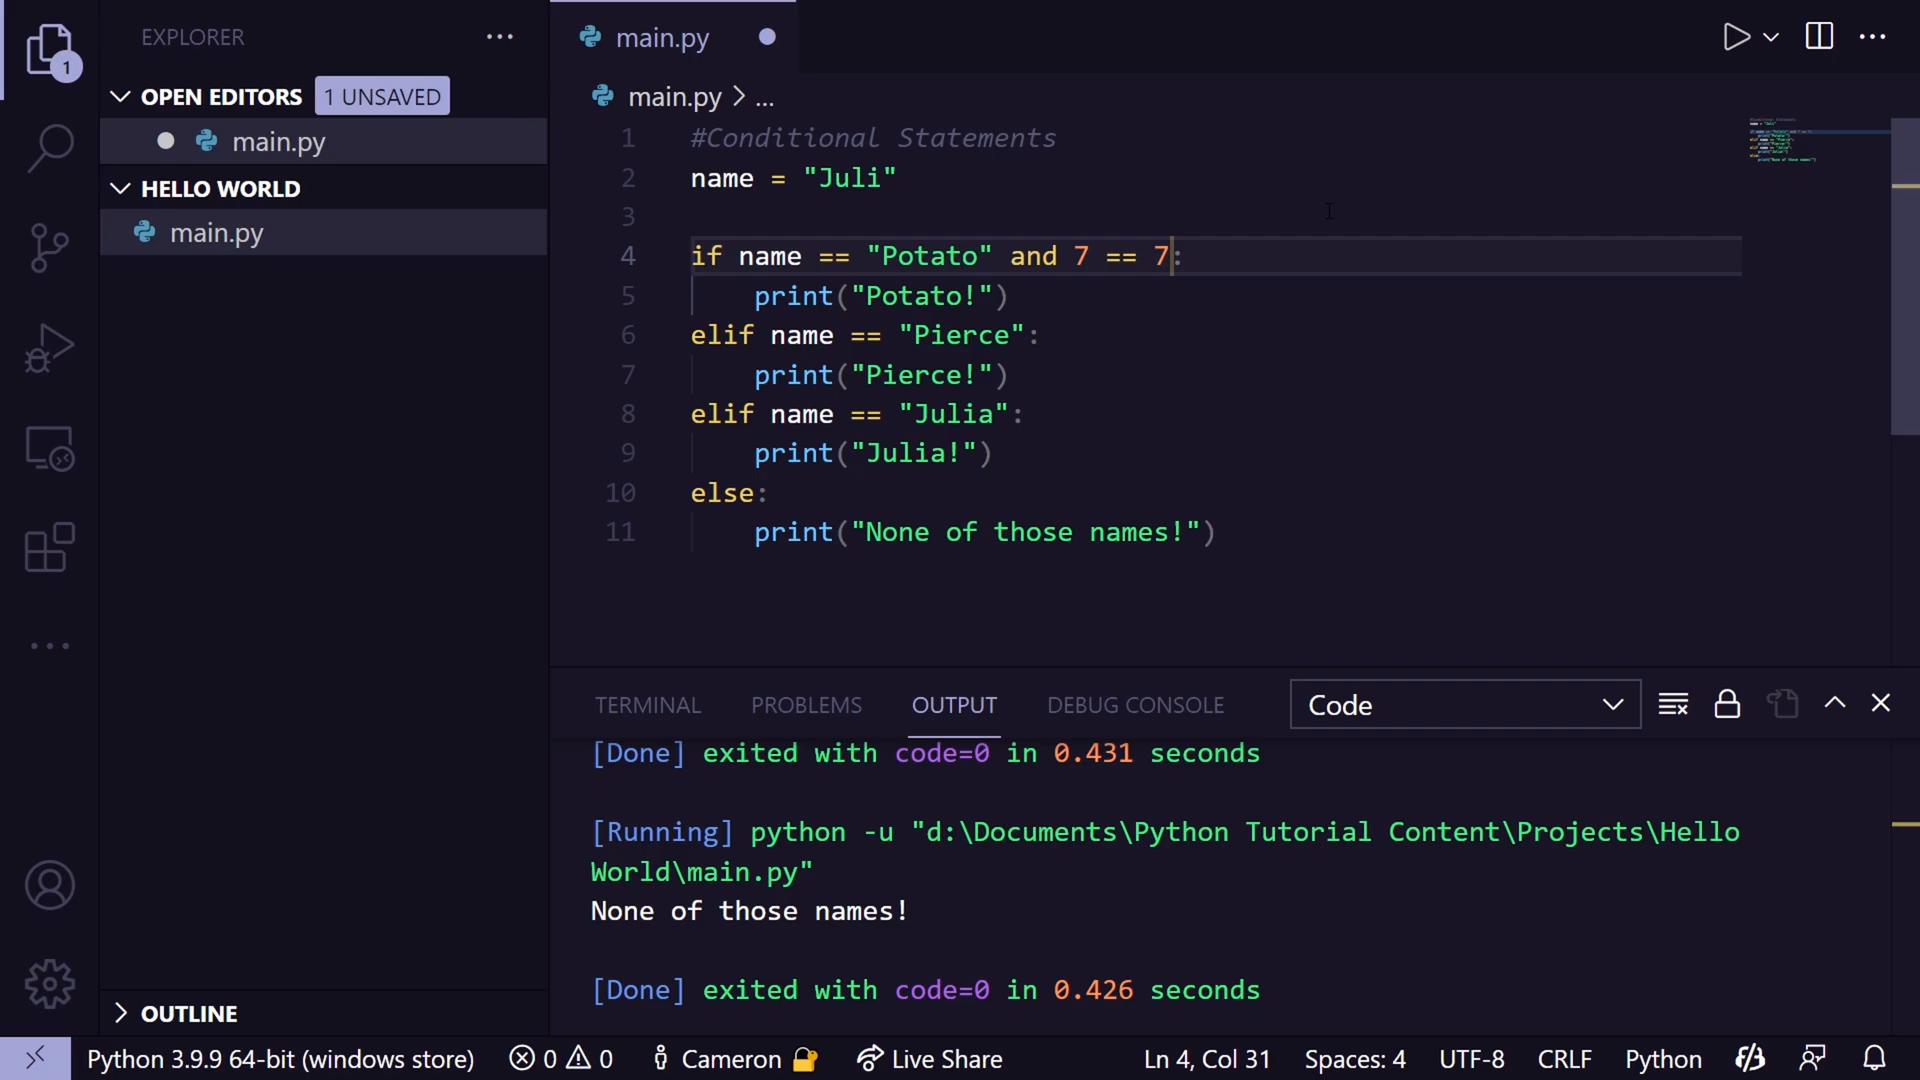 EXPLORER
1
OPEN EDITORS 1 UNSAVED
main.py
HELLO WORLD
main.py
OUTLINE
main.py
main.py > ...
1 #Conditional Statements
2 name = "Juli"
3
4 if name == "Potato" and 7 == 7:
5 print("Potato!")
6 elif name == "Pierce":
7 print("Pierce!")
8 elif name == "Julia":
9 print("Julia!")
10 else:
11 print("None of those names!")
TERMINAL PROBLEMS OUTPUT DEBUG CONSOLE Code
[Done] exited with code=0 in 0.431 seconds
[Running] python -u "d:\Documents\Python Tutorial Content\Projects\Hello
World\main.py"
None of those names!
[Done] exited with code=0 in 0.426 seconds
Python 3.9.9 64-bit (windows store) 0 0 Cameron Live Share Ln 4, Col 31 Spaces: 4 UTF-8 CRLF Python